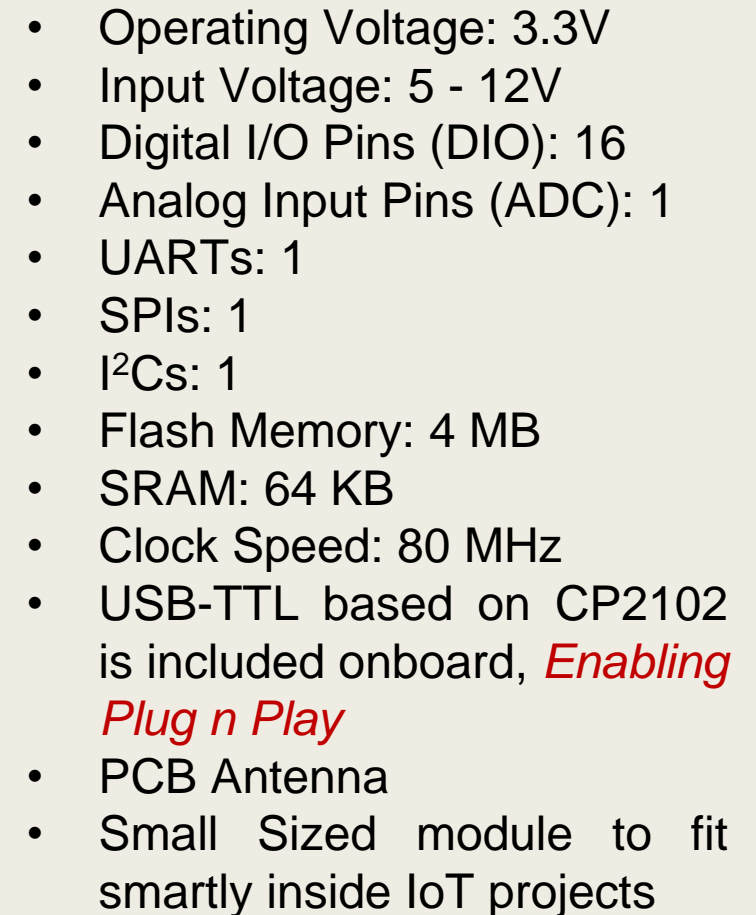 • Operating Voltage: 3.3V
• Input Voltage: 5 - 12V
• Digital I/O Pins (DIO): 16
• Analog Input Pins (ADC): 1
• UARTs: 1
• SPIs: 1
• I²Cs: 1
• Flash Memory: 4 MB
• SRAM: 64 KB
• Clock Speed: 80 MHz
• USB-TTL based on CP2102
is included onboard, Enabling
Plug n Play
• PCB Antenna
• Small Sized module to fit
smartly inside IoT projects